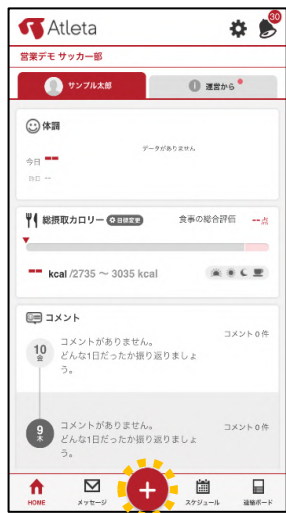 Atleta
30
営業デモ サッカー部
サンプル太郎
運営から
体調
データがありません
今日 --
昨日 --
総摂取カロリー 目標変更 食事の総合評価 --点
-- kcal /2735 ～ 3035 kcal
コメント
10
金
コメントがありません。
どんな1日だったか振り返りましょ
う。
コメント 0 件
9
木
コメントがありません。
どんな1日だったか振り返りましょ
う。
コメント 0 件
HOME
メッセージ
スケジュール
連絡ボード